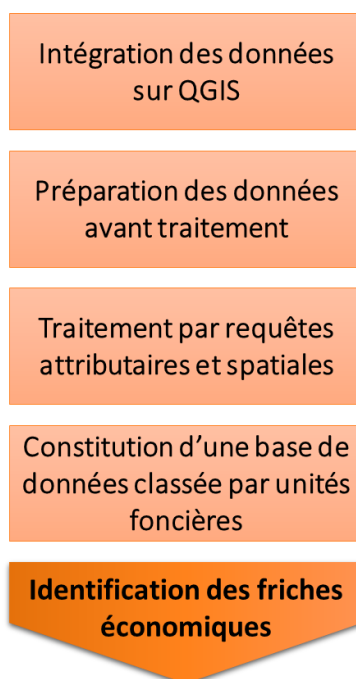 Intégration des données
sur QGIS
Préparation des données
avant traitement
Traitement par requêtes
attributaires et spatiales
Constitution d’une base de
données classée par unités
foncières
Identification des friches
économiques